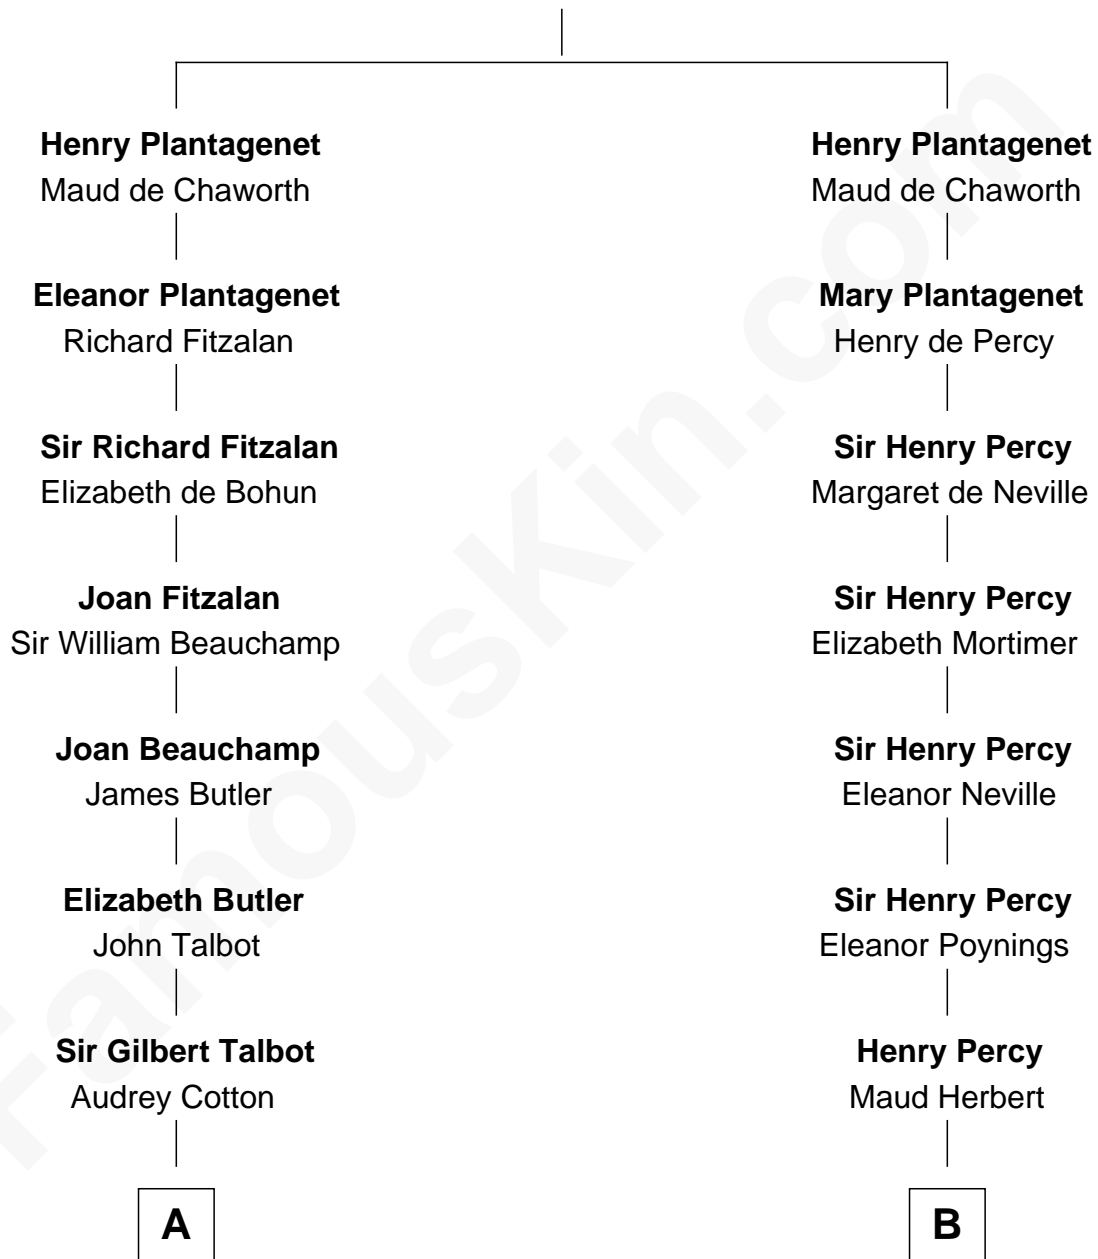 Henry Plantagenet
Maud de Chaworth
Eleanor Plantagenet
Richard Fitzalan
Sir Richard Fitzalan
Elizabeth de Bohun
Joan Fitzalan
Sir William Beauchamp
Joan Beauchamp
James Butler
Elizabeth Butler
John Talbot
Sir Gilbert Talbot
Audrey Cotton
A
Henry Plantagenet
Maud de Chaworth
Mary Plantagenet
Henry de Percy
Sir Henry Percy
Margaret de Neville
Sir Henry Percy
Elizabeth Mortimer
Sir Henry Percy
Eleanor Neville
Sir Henry Percy
Eleanor Poynings
Henry Percy
Maud Herbert
B
FamousKin.com